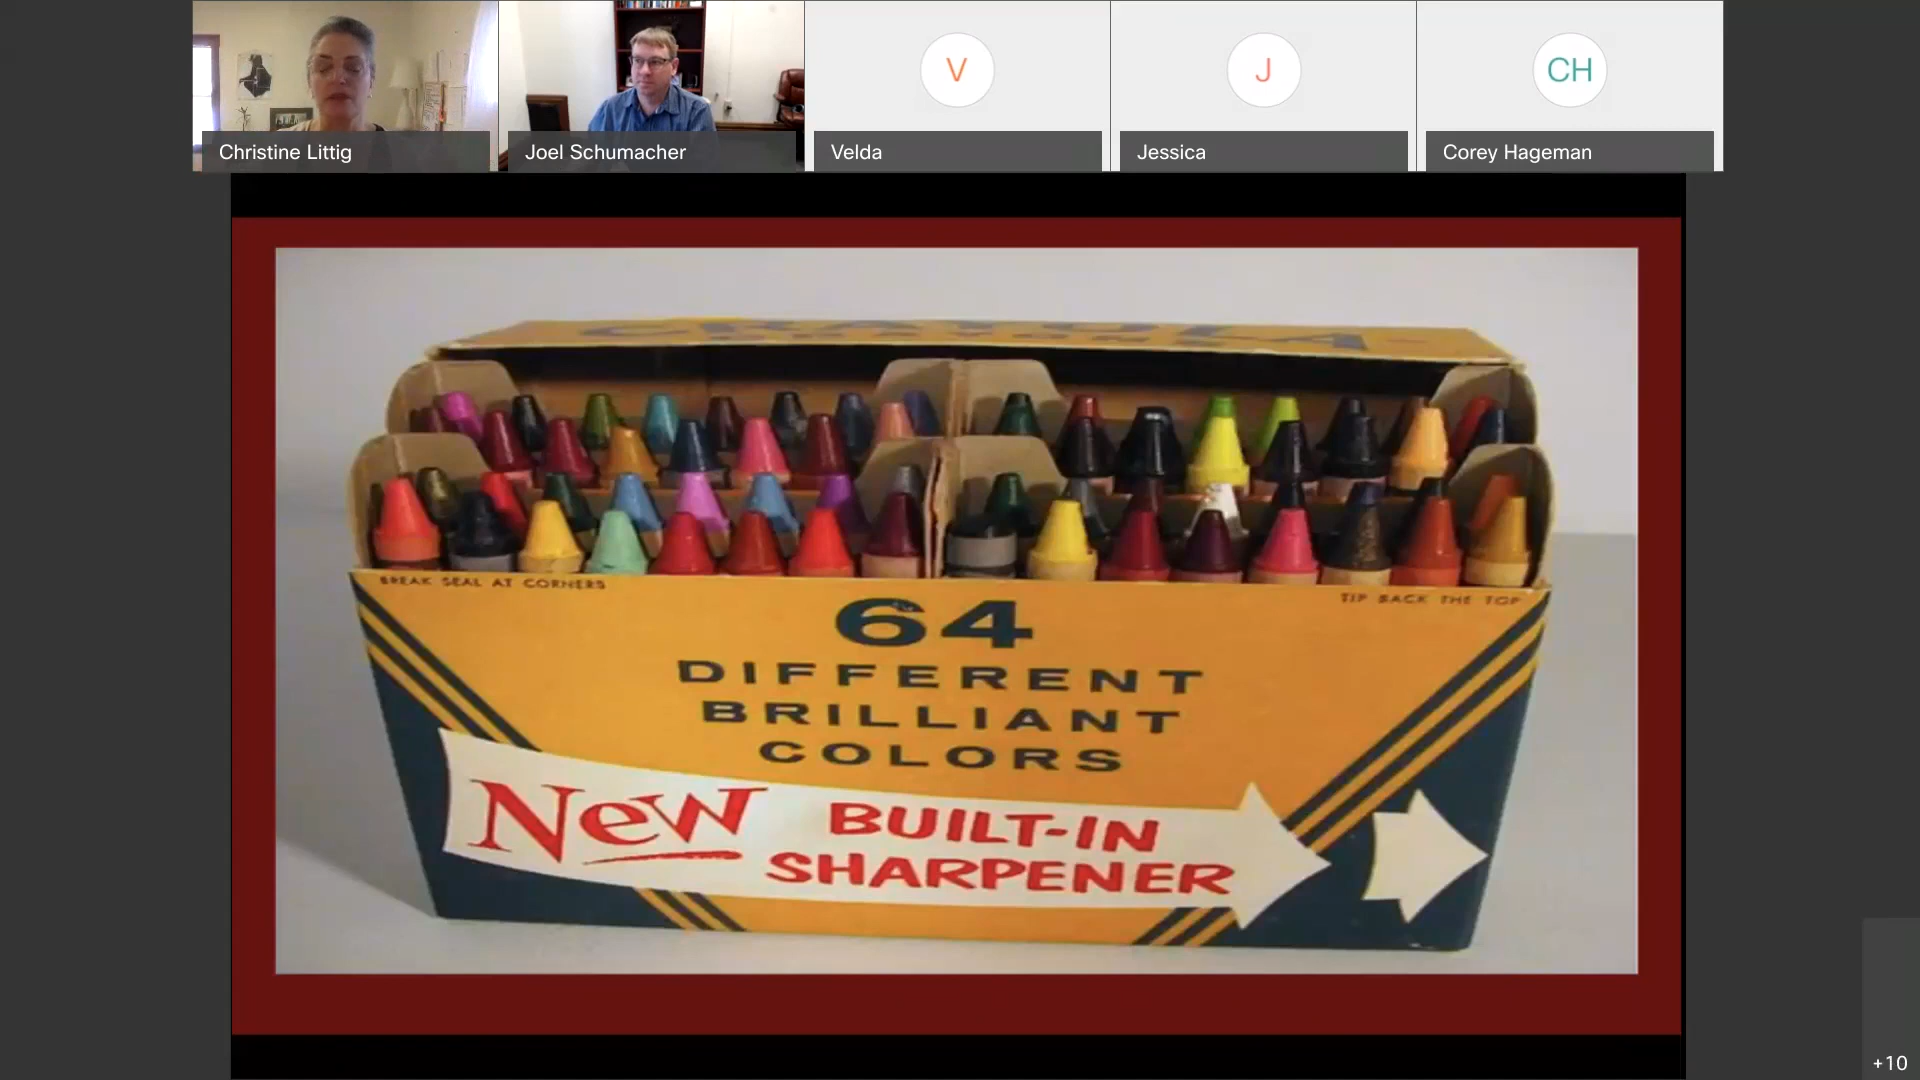 Christine Littig
Joel Schumacher
V
Velda
J
Jessica
CH
Corey Hageman
CRAYOLA
BREAK SEAL AT CORNERS
TIP BACK THE TOP
64
DIFFERENT
BRILLIANT
COLORS
New BUILT-IN
SHARPENER
+10